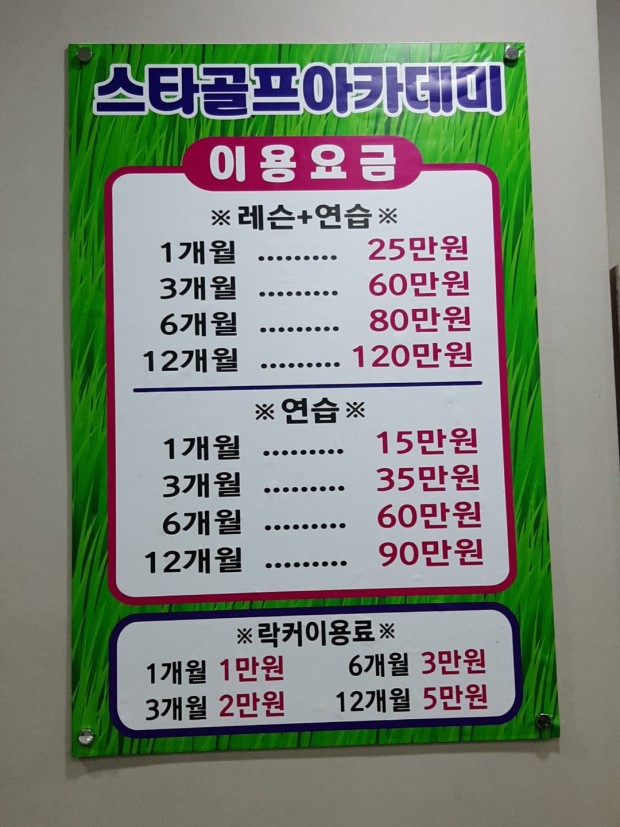 스타골프아카데미
이용요금
※레슨+연습※
1개월 ......... 25만원
3개월 ......... 60만원
6개월 ......... 80만원
12개월 ......... 120만원
※연습※
1개월 ......... 15만원
3개월 ......... 35만원
6개월 ......... 60만원
12개월 ......... 90만원
※락커이용료※
1개월 1만원 6개월 3만원
3개월 2만원 12개월 5만원